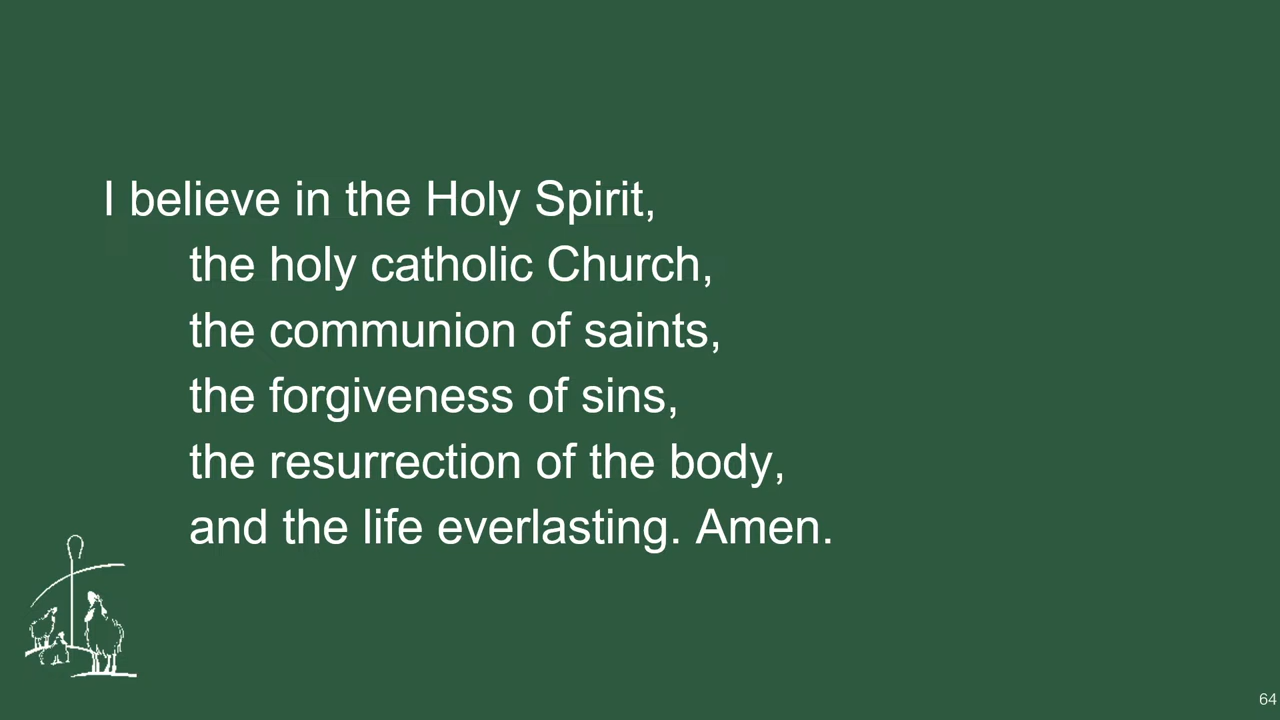 I believe in the Holy Spirit,
the holy catholic Church,
the communion of saints,
the forgiveness of sins,
the resurrection of the body,
and the life everlasting. Amen.
64